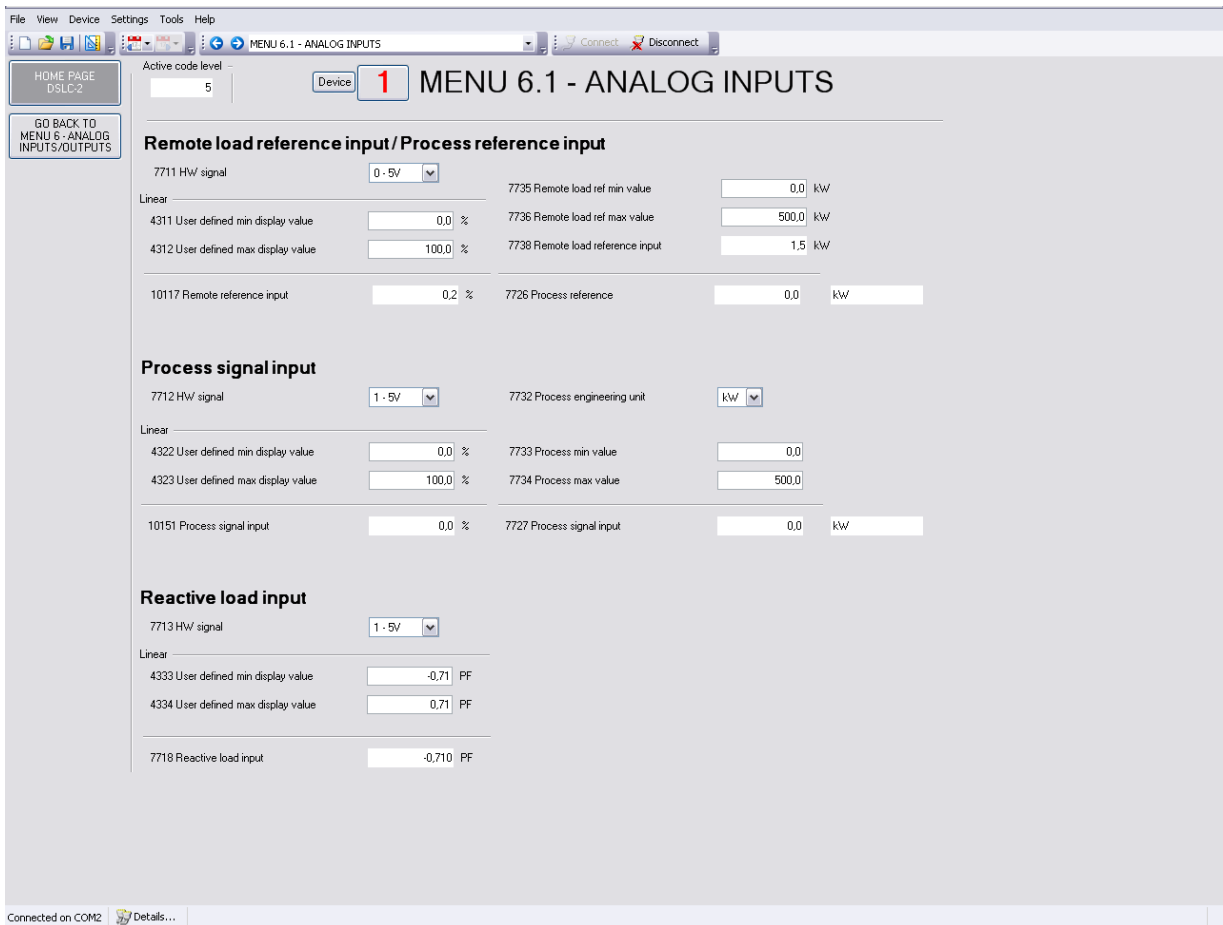 File View Device Settings Tools Help
MENU 6.1 - ANALOG INPUTS Connect Disconnect
HOME PAGE
DSLC-2
GO BACK TO
MENU 6 - ANALOG
INPUTS/OUTPUTS
Active code level
5
Device 1 MENU 6.1 - ANALOG INPUTS
Remote load reference input / Process reference input
7711 HW signal 0 - 5V
Linear
4311 User defined min display value 0,0 %
4312 User defined max display value 100,0 %
7735 Remote load ref min value 0,0 kW
7736 Remote load ref max value 500,0 kW
7738 Remote load reference input 1,5 kW
10117 Remote reference input 0,2 % 7726 Process reference 0,0 kW
Process signal input
7712 HW signal 1 - 5V 7732 Process engineering unit kW
Linear
4322 User defined min display value 0,0 % 7733 Process min value 0,0
4323 User defined max display value 100,0 % 7734 Process max value 500,0
10151 Process signal input 0,0 % 7727 Process signal input 0,0 kW
Reactive load input
7713 HW signal 1 - 5V
Linear
4333 User defined min display value -0,71 PF
4334 User defined max display value 0,71 PF
7718 Reactive load input -0,710 PF
Connected on COM2 Details...